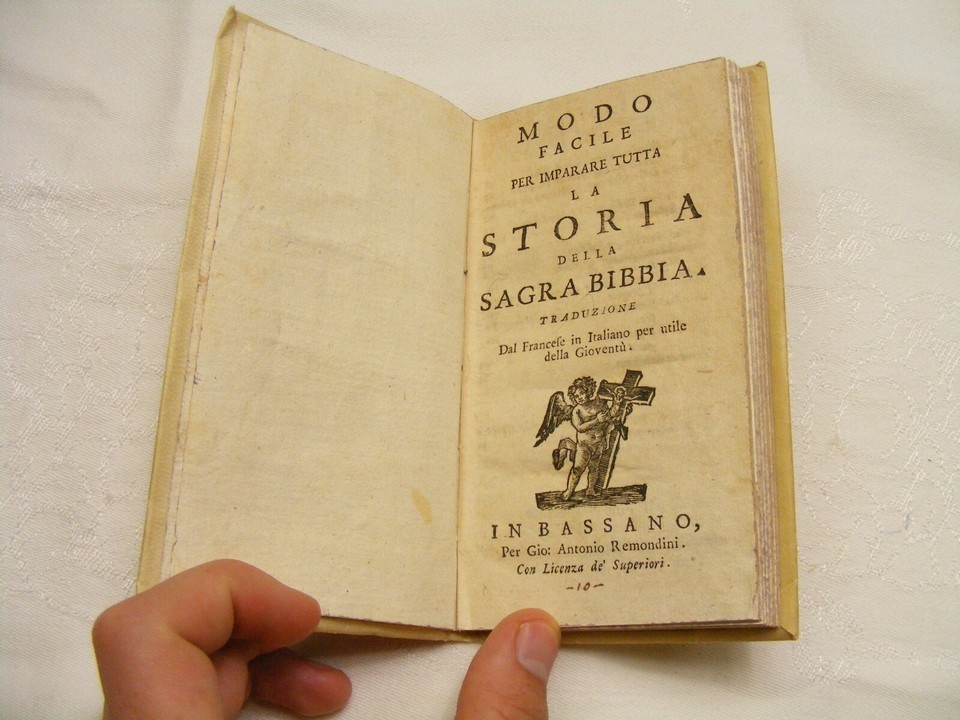 MODO
FACILE
PER IMPARARE TUTTA
LA
STORIA
DELLA
SAGRA BIBBIA.
TRADUZIONE
Dal Franceſe in Italiano per utile
della Gioventù.
IN BASSANO,
Per Gio: Antonio Remondini.
Con Licenza de' Superiori.
-10-